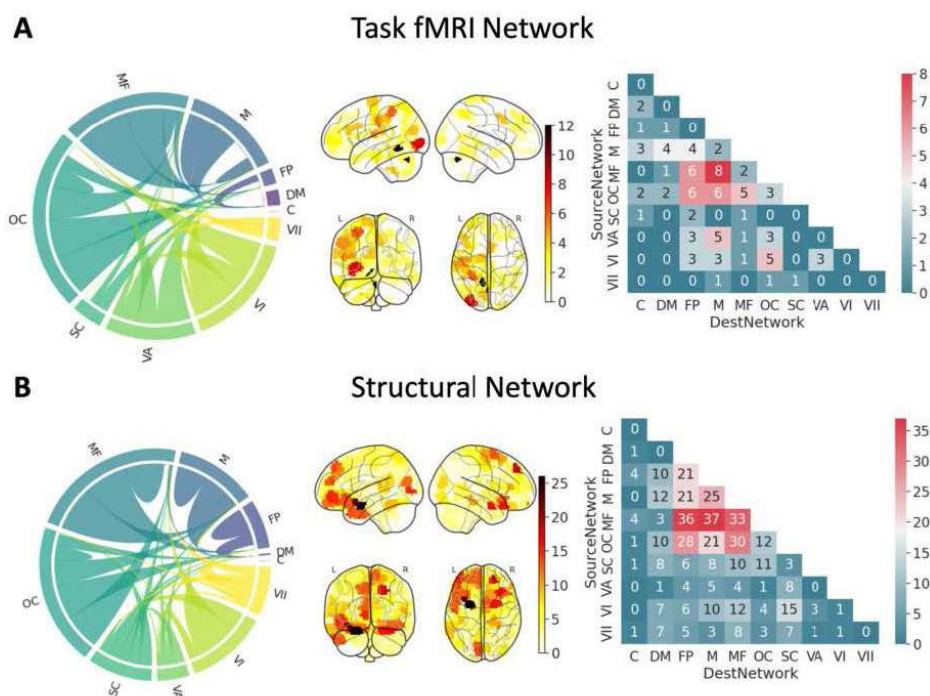 A
Task fMRI Network
MF
M
FP
DM
C
VII
VI
VA
SC
OC
L R
L R
12
10
8
6
4
2
0
SourceNetwork
C 0
DM 2 0
FP 1 1 0
M 3 4 4 2
MF 0 1 6 8 2
OC 2 2 6 6 5 3
SC 1 0 2 0 1 0 0
VA 0 0 3 5 1 3 0 0
VI 0 0 3 3 1 5 0 3 0
VII 0 0 0 1 0 1 1 0 0 0
C DM FP M MF OC SC VA VI VII
DestNetwork
8
7
6
5
4
3
2
1
0
B
Structural Network
MF
M
FP
DM
C
VII
VI
VA
SC
OC
L R
L R
25
20
15
10
5
0
SourceNetwork
C 0
DM 1 0
FP 4 10 21
M 0 12 21 25
MF 4 3 36 37 33
OC 1 10 28 21 30 12
SC 1 8 6 8 10 11 3
VA 0 1 4 5 4 1 8 0
VI 0 7 6 10 12 4 15 3 1
VII 1 7 5 3 8 3 7 1 1 0
C DM FP M MF OC SC VA VI VII
DestNetwork
35
30
25
20
15
10
5
0